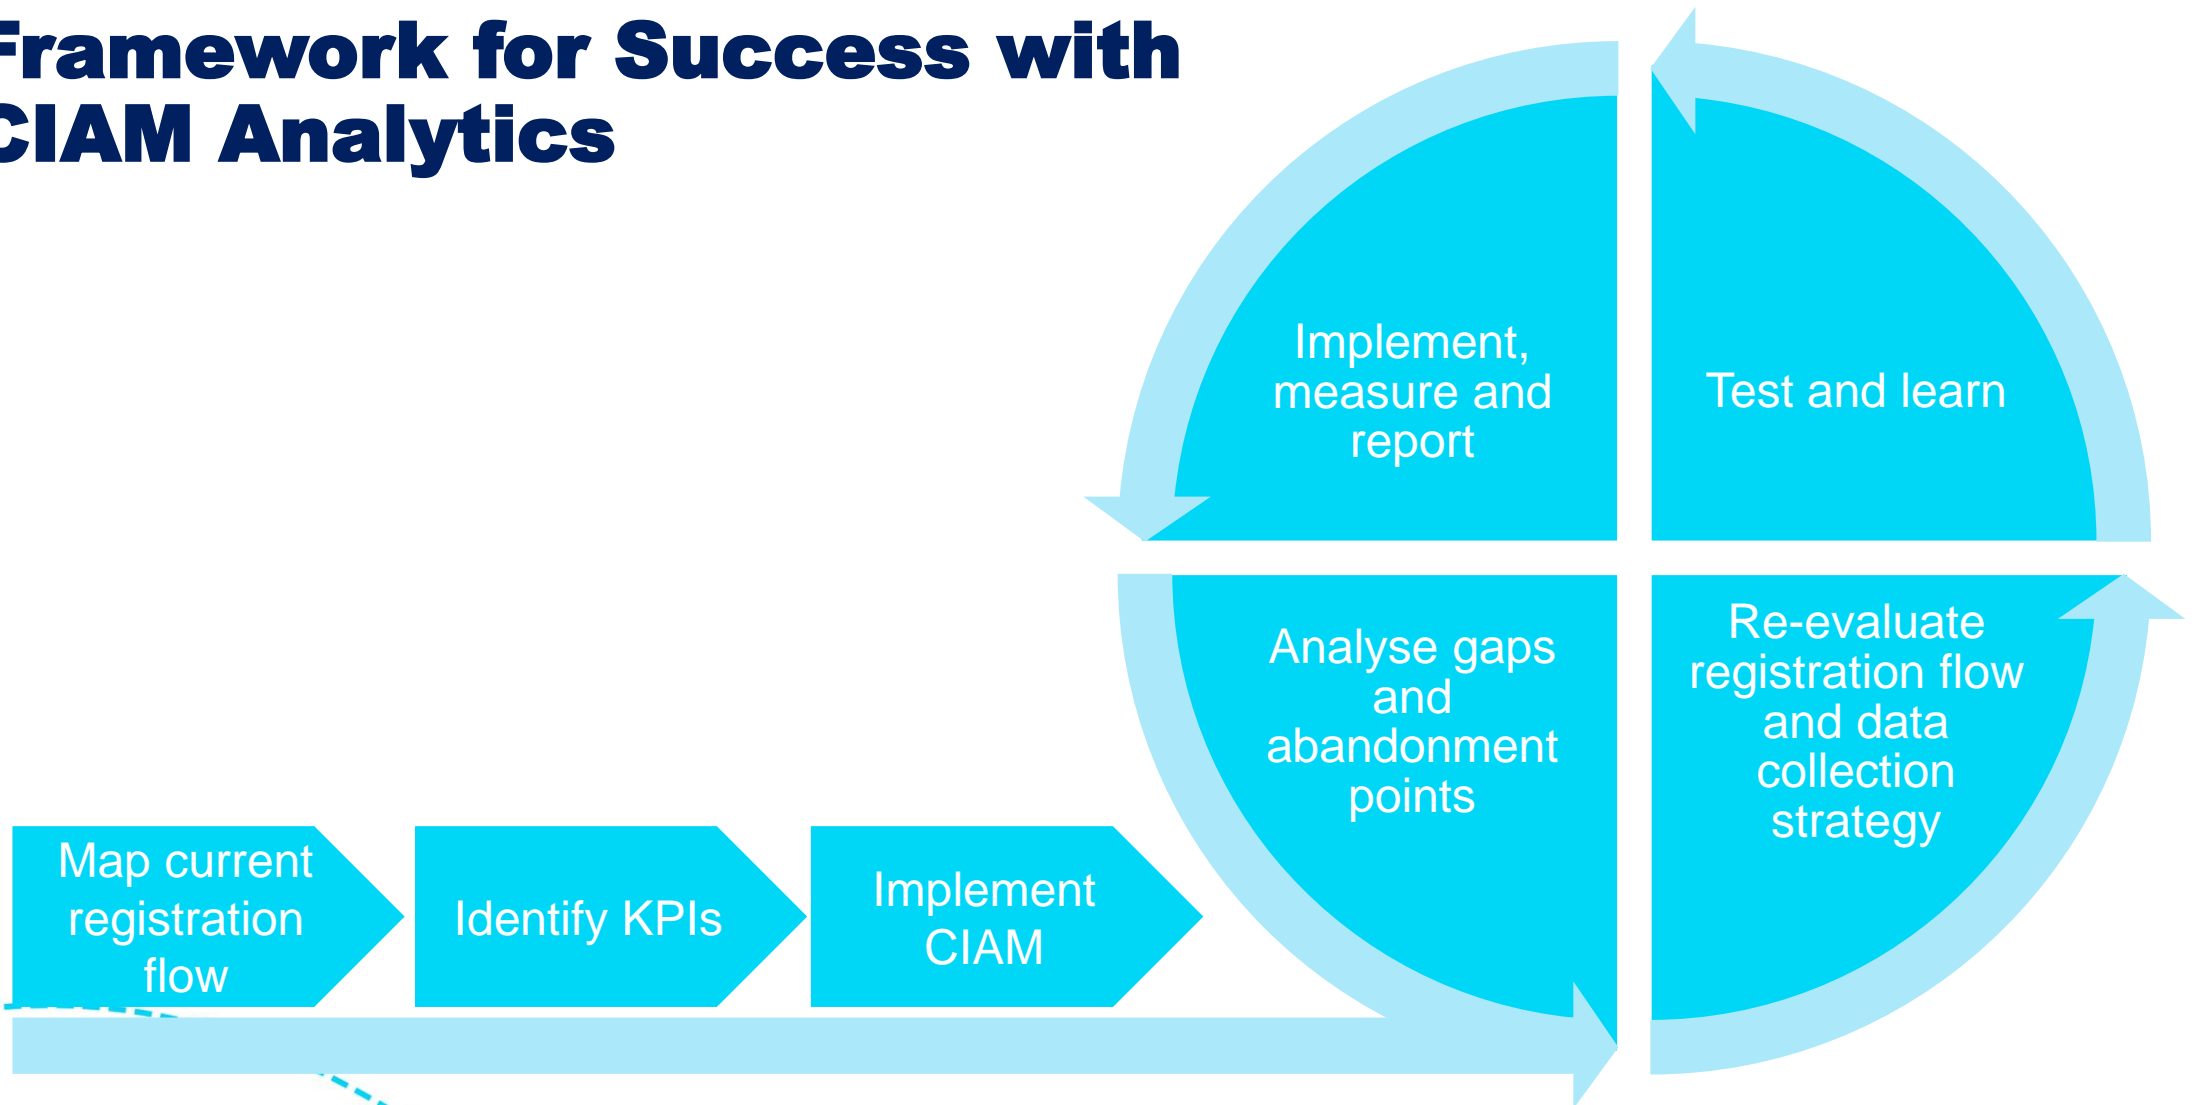 Framework for Success with
CIAM Analytics
Implement,
measure and
report
Test and learn
Analyse gaps
and
abandonment
points
Re-evaluate
registration flow
and data
collection
strategy
Map current
registration
flow
Identify KPIs
Implement
CIAM